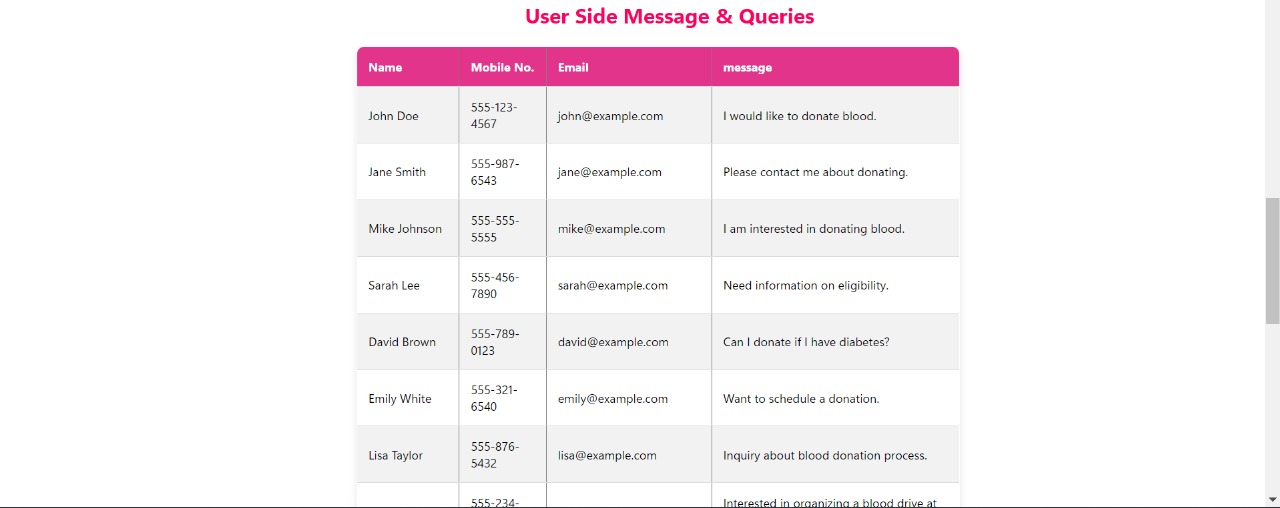 User Side Message & Queries
Name Mobile No. Email message
John Doe 555-123-4567 john@example.com I would like to donate blood.
Jane Smith 555-987-6543 jane@example.com Please contact me about donating.
Mike Johnson 555-555-5555 mike@example.com I am interested in donating blood.
Sarah Lee 555-456-7890 sarah@example.com Need information on eligibility.
David Brown 555-789-0123 david@example.com Can I donate if I have diabetes?
Emily White 555-321-6540 emily@example.com Want to schedule a donation.
Lisa Taylor 555-876-5432 lisa@example.com Inquiry about blood donation process.
555-234- Interested in organizing a blood drive at